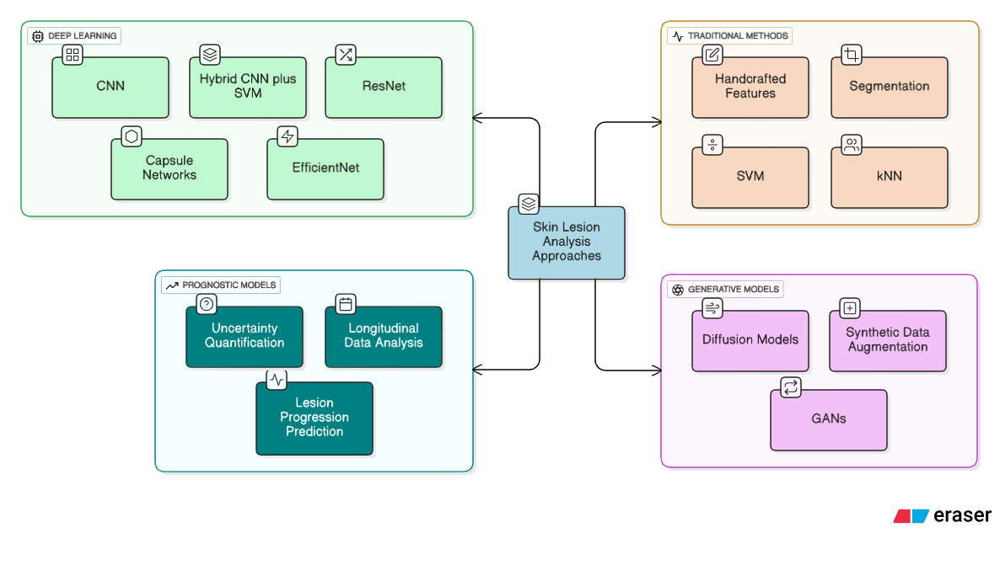 DEEP LEARNING
CNN
Hybrid CNN plus
SVM
ResNet
Capsule
Networks
EfficientNet
TRADITIONAL METHODS
Handcrafted
Features
Segmentation
SVM
kNN
Skin Lesion
Analysis
Approaches
PROGNOSTIC MODELS
Uncertainty
Quantification
Longitudinal
Data Analysis
Lesion
Progression
Prediction
GENERATIVE MODELS
Diffusion Models
Synthetic Data
Augmentation
GANs
eraser